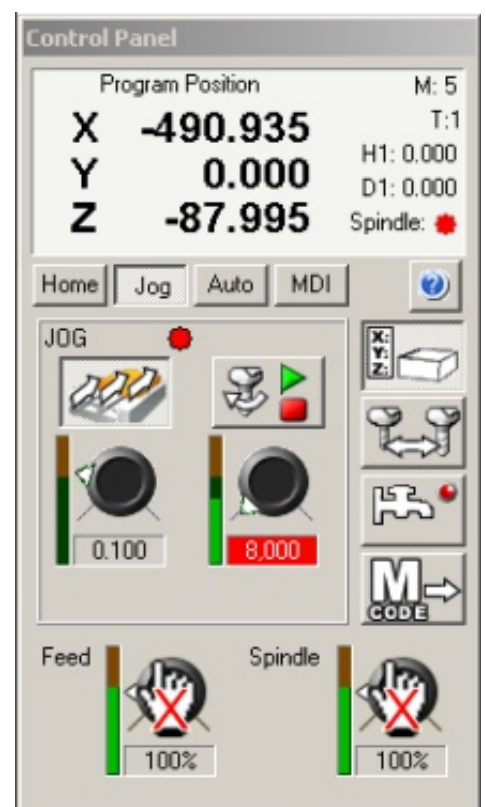 Control Panel
Program Position M: 5
X -490.935 T:1
H1: 0.000
Y 0.000 D1: 0.000
Z -87.995 Spindle:
Home Jog Auto MDI ?
JOG X: Y: Z:
0.100 8,000
M
CODE
Feed Spindle
100% 100%